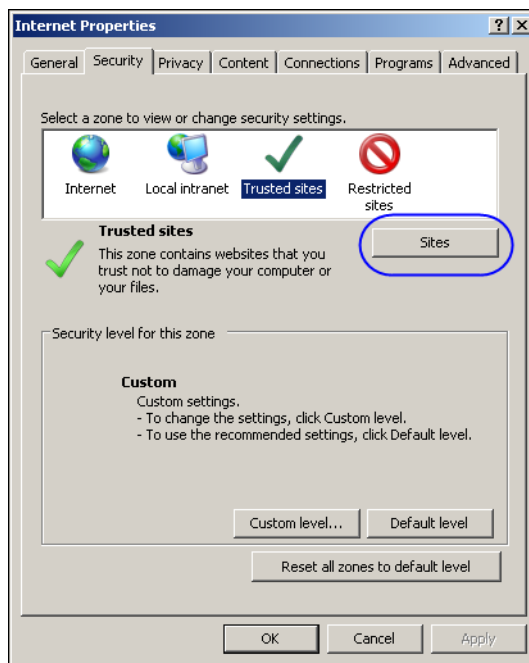 Internet Properties
General Security Privacy Content Connections Programs Advanced
Select a zone to view or change security settings.
Internet Local intranet Trusted sites Restricted sites
Trusted sites
This zone contains websites that you
trust not to damage your computer or
your files.
Sites
Security level for this zone
Custom
Custom settings.
- To change the settings, click Custom level.
- To use the recommended settings, click Default level.
Custom level... Default level
Reset all zones to default level
OK Cancel Apply